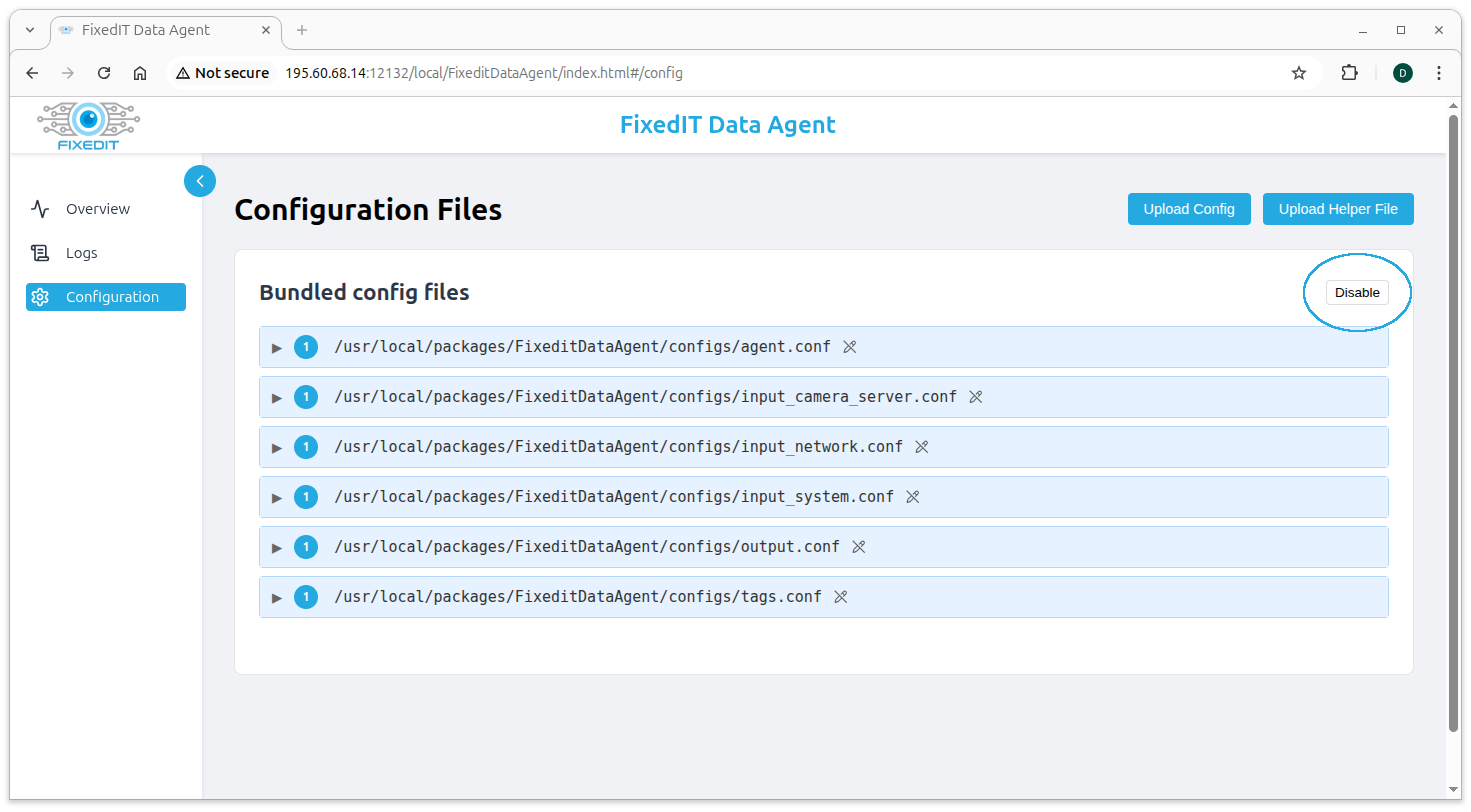 FixedIT Data Agent
Not secure
195.60.68.14:12132/local/FixeditDataAgent/index.html#/config
D
FIXEDIT
FixedIT Data Agent
Overview
Logs
Configuration
Configuration Files
Upload Config
Upload Helper File
Bundled config files
Disable
1 /usr/local/packages/FixeditDataAgent/configs/agent.conf
1 /usr/local/packages/FixeditDataAgent/configs/input_camera_server.conf
1 /usr/local/packages/FixeditDataAgent/configs/input_network.conf
1 /usr/local/packages/FixeditDataAgent/configs/input_system.conf
1 /usr/local/packages/FixeditDataAgent/configs/output.conf
1 /usr/local/packages/FixeditDataAgent/configs/tags.conf